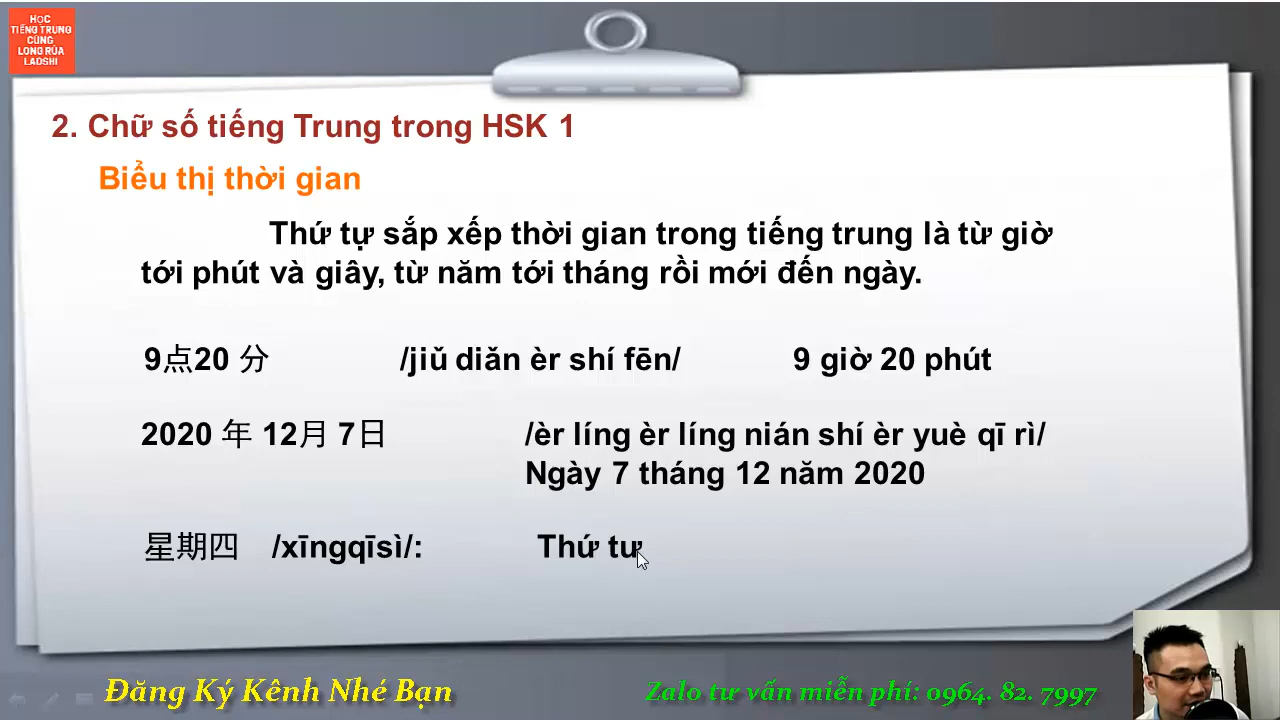 HỌC
TIẾNG TRUNG
CÙNG
LONG RÙA
LADSHI
2. Chữ số tiếng Trung trong HSK 1
Biểu thị thời gian
Thứ tự sắp xếp thời gian trong tiếng trung là từ giờ
tới phút và giây, từ năm tới tháng rồi mới đến ngày.
9点20 分 /jiǔ diǎn èr shí fēn/ 9 giờ 20 phút
2020 年 12月 7日 /èr líng èr líng nián shí èr yuè qī rì/
Ngày 7 tháng 12 năm 2020
星期四 /xīngqīsì/: Thứ tư
Đăng Ký Kênh Nhé Bạn
Zalo tư vấn miễn phí: 0964. 82. 7997